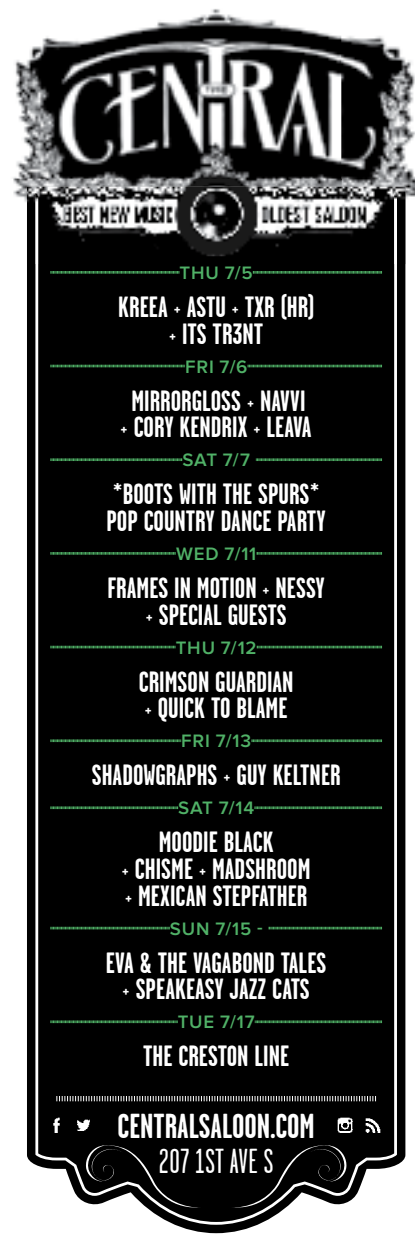 THE
CENTRAL
BEST NEW MUSIC OLDEST SALOON
THU 7/5
KREEA + ASTU + TXR (HR)
+ ITS TR3NT
FRI 7/6
MIRRORGLOSS + NAVVI
+ CORY KENDRIX + LEAVA
SAT 7/7
*BOOTS WITH THE SPURS*
POP COUNTRY DANCE PARTY
WED 7/11
FRAMES IN MOTION + NESSY
+ SPECIAL GUESTS
THU 7/12
CRIMSON GUARDIAN
+ QUICK TO BLAME
FRI 7/13
SHADOWGRAPHS + GUY KELTNER
SAT 7/14
MOODIE BLACK
+ CHISME + MADSHROOM
+ MEXICAN STEPFATHER
SUN 7/15 -
EVA & THE VAGABOND TALES
+ SPEAKEASY JAZZ CATS
TUE 7/17
THE CRESTON LINE
CENTRALSALOON.COM
207 1ST AVE S